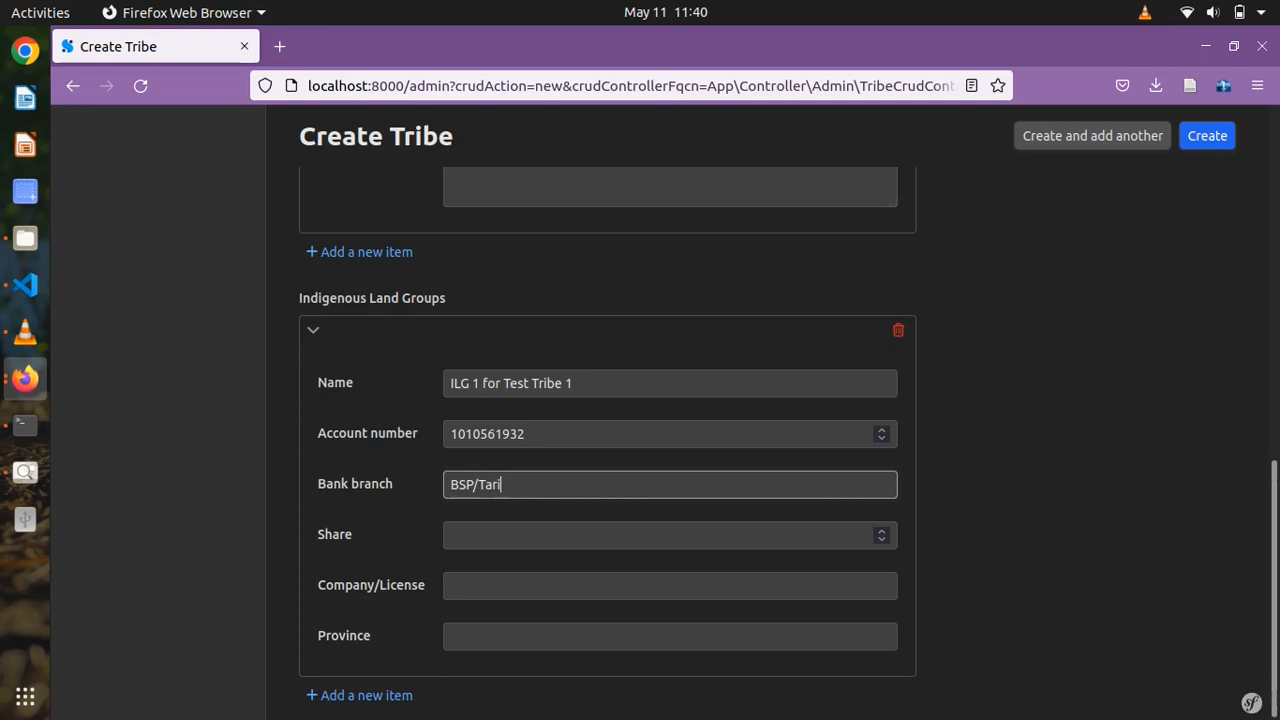 Activities
Firefox Web Browser
May 11 11:40
Create Tribe
localhost:8000/admin?crudAction=new&crudControllerFqcn=App\Controller\Admin\TribeCrudCont
Create Tribe
Create and add another
Create
+ Add a new item
Indigenous Land Groups
Name
ILG 1 for Test Tribe 1
Account number
1010561932
Bank branch
BSP/Tari
Share
Company/License
Province
+ Add a new item
sf